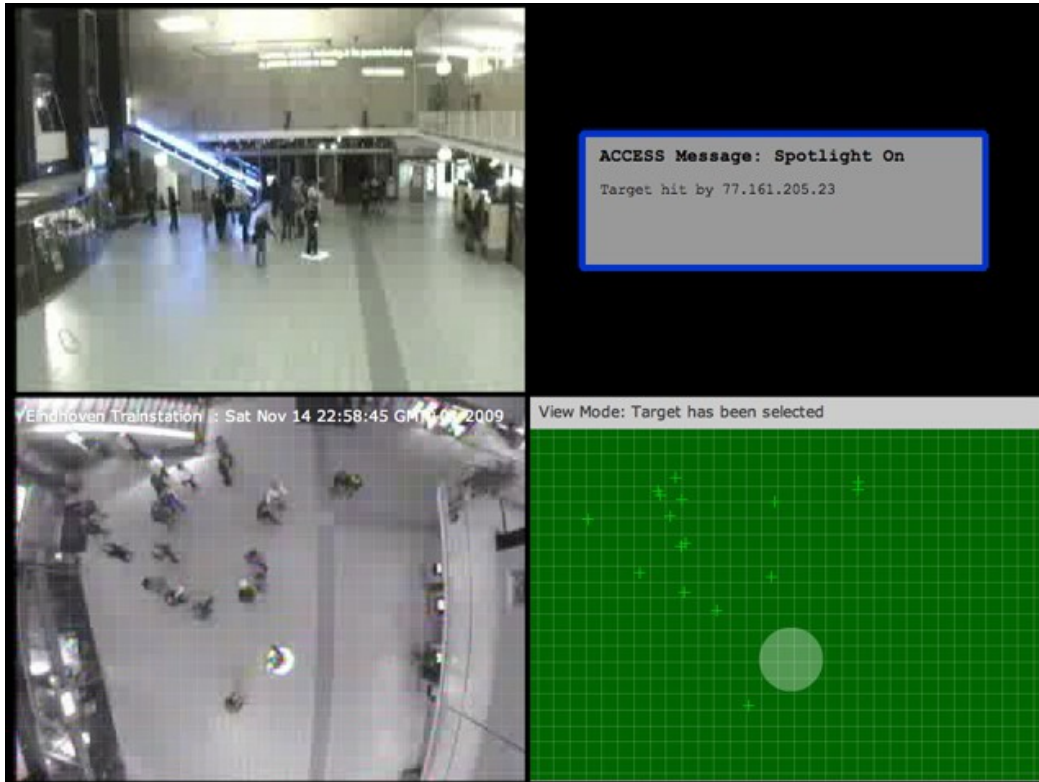 ACCESS Message: Spotlight On
Target hit by 77.161.205.23
Eindhoven Trainstation .: Sat Nov 14 22:58:45 2009
View Mode: Target has been selected